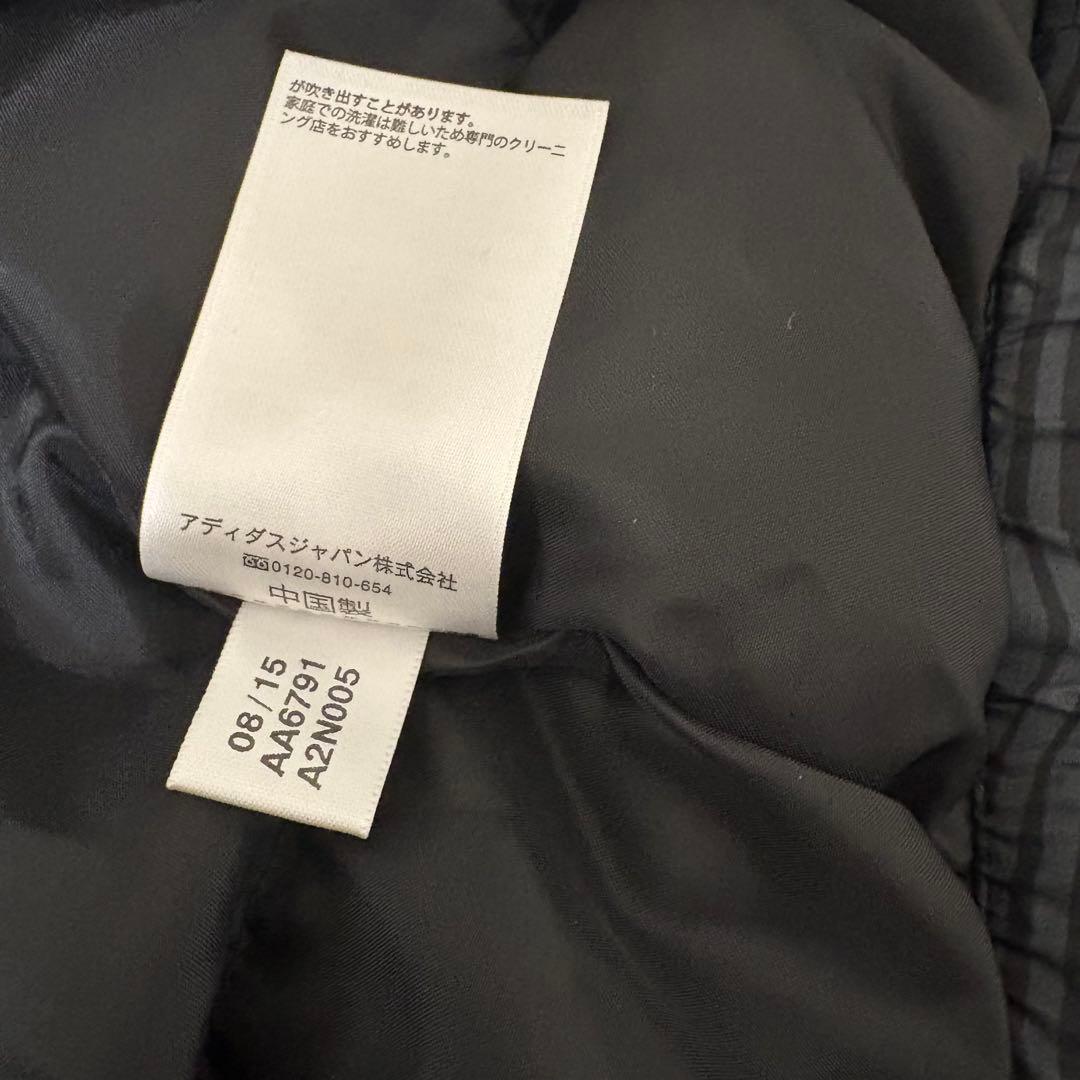 が吹き出すことがあります。
家庭での洗濯は難しいため専門のクリーニ
ング店をおすすめします。
アディダスジャパン株式会社
0120-810-654
中国製
08/15
AA6791
A2N005